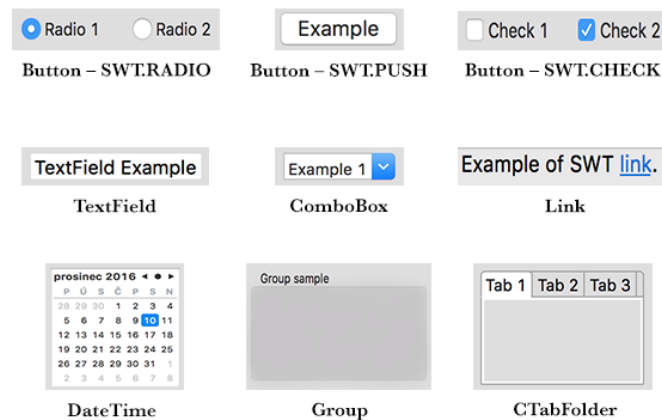 Radio 1 Radio 2 Example Check 1 Check 2
Button – SWT.RADIO Button – SWT.PUSH Button – SWT.CHECK
TextField Example Example 1 Example of SWT link.
TextField ComboBox Link
prosinec 2016 Group sample Tab 1 Tab 2 Tab 3
P Ú S Č P S N
28 29 30 1 2 3 4
5 6 7 8 9 10 11
12 13 14 15 16 17 18
19 20 21 22 23 24 25
26 27 28 29 30 31 1
2 3 4 5 6 7 8
DateTime Group CTabFolder